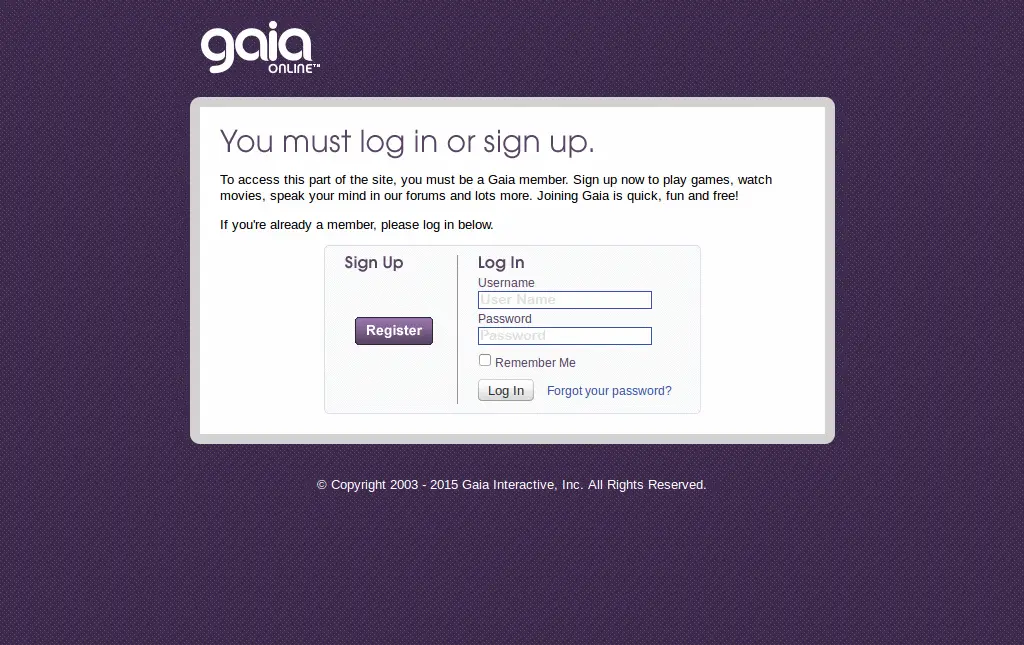 gaia
ONLINE™
You must log in or sign up.
To access this part of the site, you must be a Gaia member. Sign up now to play games, watch
movies, speak your mind in our forums and lots more. Joining Gaia is quick, fun and free!
If you're already a member, please log in below.
Sign Up
Register
Log In
Username
User Name
Password
Password
Remember Me
Log In Forgot your password?
© Copyright 2003 - 2015 Gaia Interactive, Inc. All Rights Reserved.